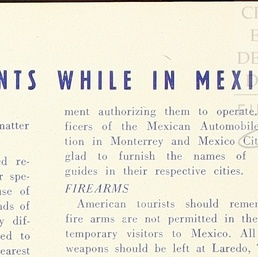 NTS WHILE IN MEXI
matter
ed re-
r spe-
use of
nds of
y dif-
ed to
earest
ment authorizing them to operate.
ficers of the Mexican Automobile
tion in Monterrey and Mexico City
glad to furnish the names of
guides in their respective cities.
FIREARMS
American tourists should remem
fire arms are not permitted in the
temporary visitors to Mexico. All
weapons should be left at Laredo,